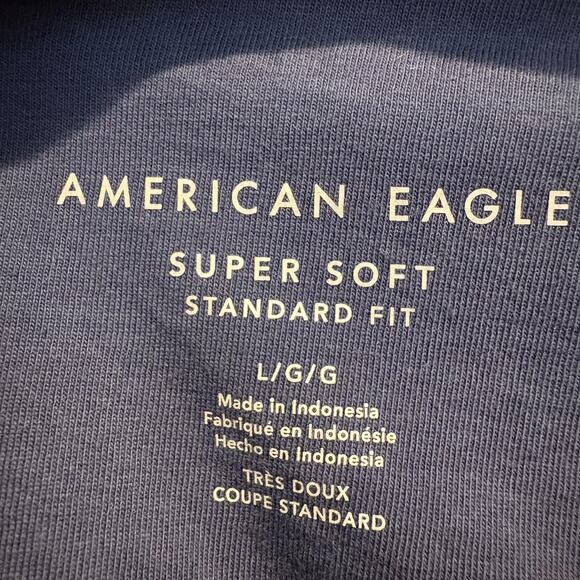 AMERICAN EAGLE
SUPER SOFT
STANDARD FIT
L/G/G
Made in Indonesia
Fabriqué en Indonésie
Hecho en Indonesia
TRÈS DOUX
COUPE STANDARD